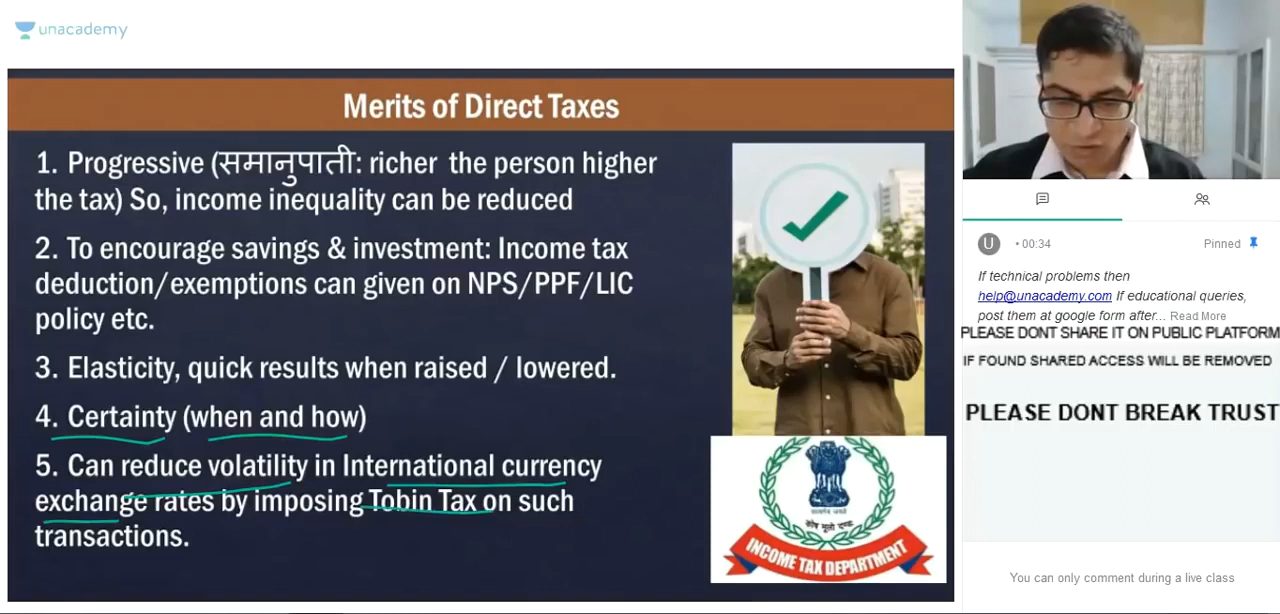 unacademy
Merits of Direct Taxes
1. Progressive (समानुपाती: richer the person higher
the tax) So, income inequality can be reduced
2. To encourage savings & investment: Income tax
deduction/exemptions can given on NPS/PPF/LIC
policy etc.
3. Elasticity, quick results when raised / lowered.
4. Certainty (when and how)
5. Can reduce volatility in International currency
exchange rates by imposing Tobin Tax on such
transactions.
सत्यमेव जयते
कोष मूलो दण्डः
INCOME TAX DEPARTMENT
U • 00:34 Pinned
If technical problems then
help@unacademy.com If educational queries,
post them at google form after... Read More
PLEASE DONT SHARE IT ON PUBLIC PLATFORM
IF FOUND SHARED ACCESS WILL BE REMOVED
PLEASE DONT BREAK TRUST
You can only comment during a live class